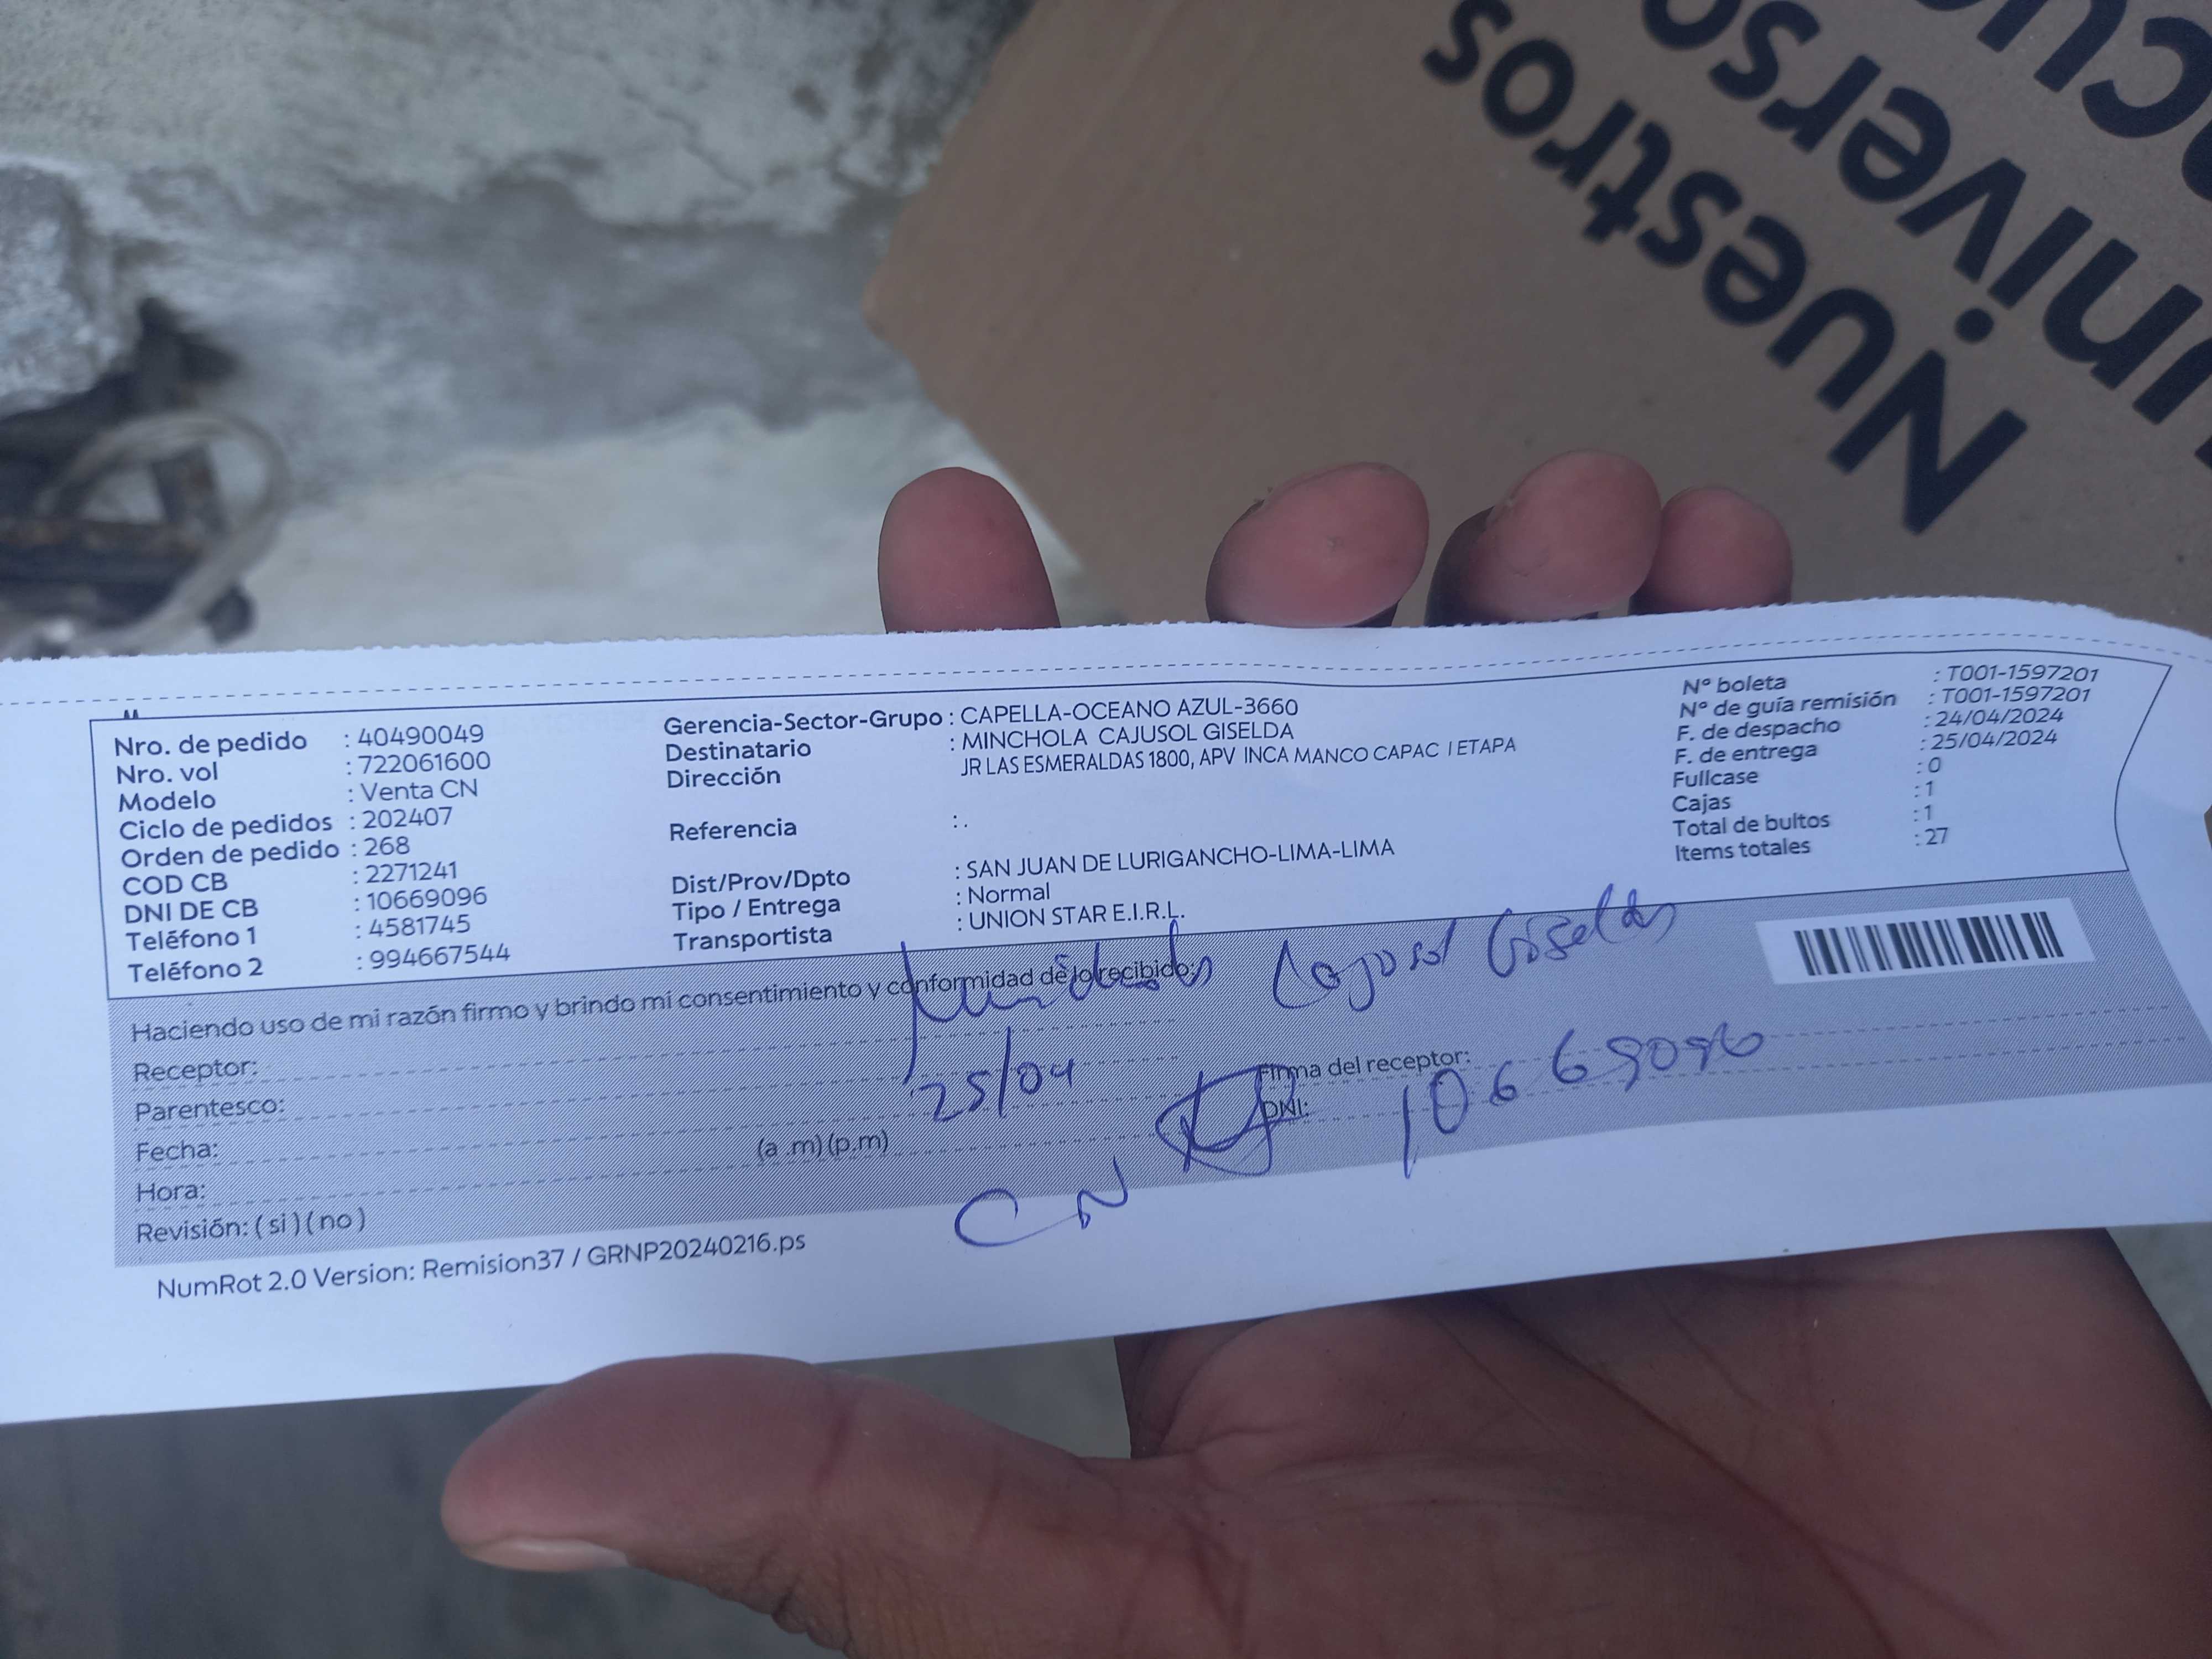 Nuestros
univers
Nro. de pedido : 40490049
Nro. vol : 722061600
Modelo : Venta CN
Ciclo de pedidos : 202407
Orden de pedido : 268
COD CB : 2271241
DNI DE CB : 10669096
Teléfono 1 : 4581745
Teléfono 2 : 994667544
Gerencia-Sector-Grupo : CAPELLA-OCEANO AZUL-3660
Destinatario : MINCHOLA CAJUSOL GISELDA
Dirección JR LAS ESMERALDAS 1800, APV INCA MANCO CAPAC I ETAPA
Referencia : .
Dist/Prov/Dpto : SAN JUAN DE LURIGANCHO-LIMA-LIMA
Tipo / Entrega : Normal
Transportista : UNION STAR E.I.R.L.
N° boleta : T001-1597201
N° de guía remisión : T001-1597201
F. de despacho : 24/04/2024
F. de entrega : 25/04/2024
Fullcase : 0
Cajas : 1
Total de bultos : 1
Items totales : 27
Haciendo uso de mi razón firmo y brindo mi consentimiento y conformidad de lo recibido:
Cajusol Giselda
Receptor:
Parentesco:
25/04
Firma del receptor:
DNI: 10669096
Fecha:
Hora: (a .m) (p.m)
CN
Revisión: ( si ) ( no )
NumRot 2.0 Version: Remision37 / GRNP20240216.ps